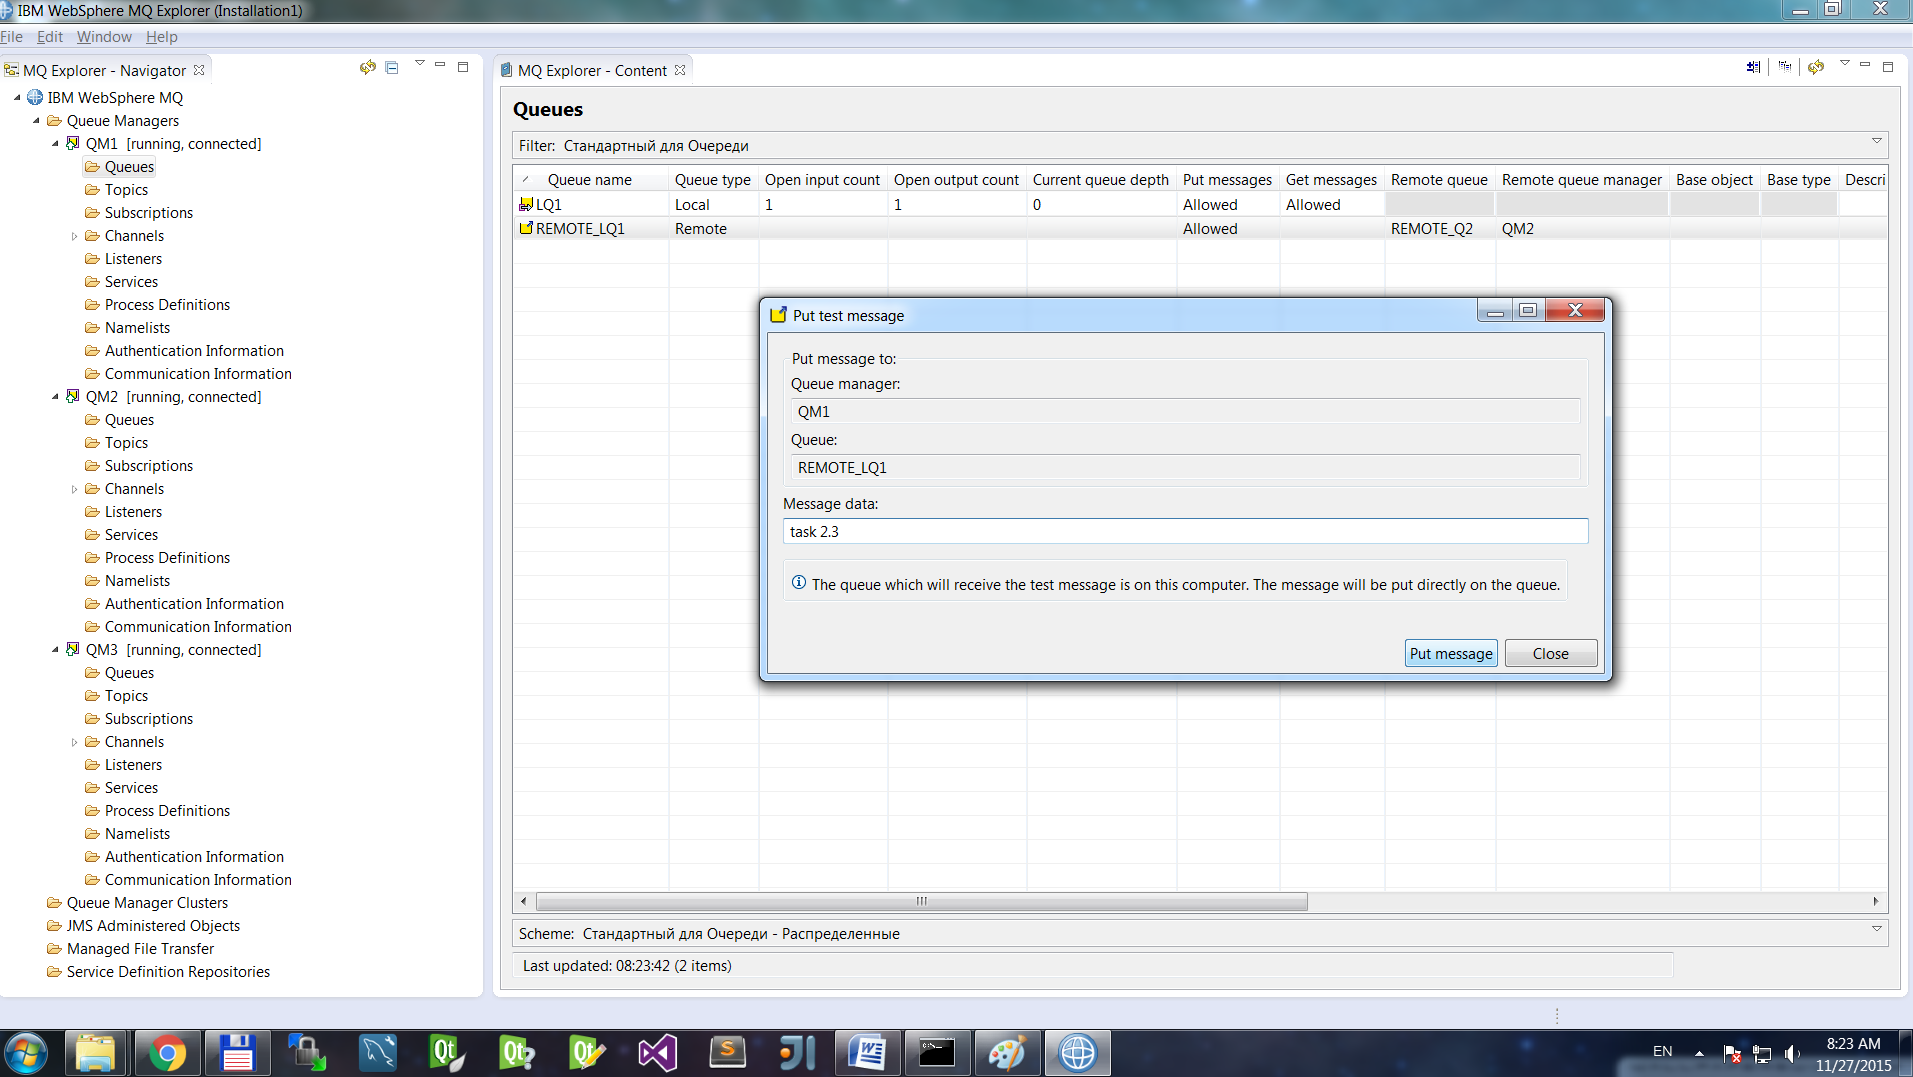 IBM WebSphere MQ Explorer (Installation1)
File Edit Window Help
MQ Explorer - Navigator
IBM WebSphere MQ
Queue Managers
QM1 [running, connected]
Queues
Topics
Subscriptions
Channels
Listeners
Services
Process Definitions
Namelists
Authentication Information
Communication Information
QM2 [running, connected]
Queues
Topics
Subscriptions
Channels
Listeners
Services
Process Definitions
Namelists
Authentication Information
Communication Information
QM3 [running, connected]
Queues
Topics
Subscriptions
Channels
Listeners
Services
Process Definitions
Namelists
Authentication Information
Communication Information
Queue Manager Clusters
JMS Administered Objects
Managed File Transfer
Service Definition Repositories
MQ Explorer - Content
Queues
Filter: Стандартный для Очереди
Queue name Queue type Open input count Open output count Current queue depth Put messages Get messages Remote queue Remote queue manager Base object Base type Descri
LQ1 Local 1 1 0 Allowed Allowed
REMOTE_LQ1 Remote Allowed REMOTE_Q2 QM2
Put test message
Put message to:
Queue manager:
QM1
Queue:
REMOTE_LQ1
Message data:
task 2.3
The queue which will receive the test message is on this computer. The message will be put directly on the queue.
Put message Close
Scheme: Стандартный для Очереди - Распределенные
Last updated: 08:23:42 (2 items)
EN
8:23 AM
11/27/2015